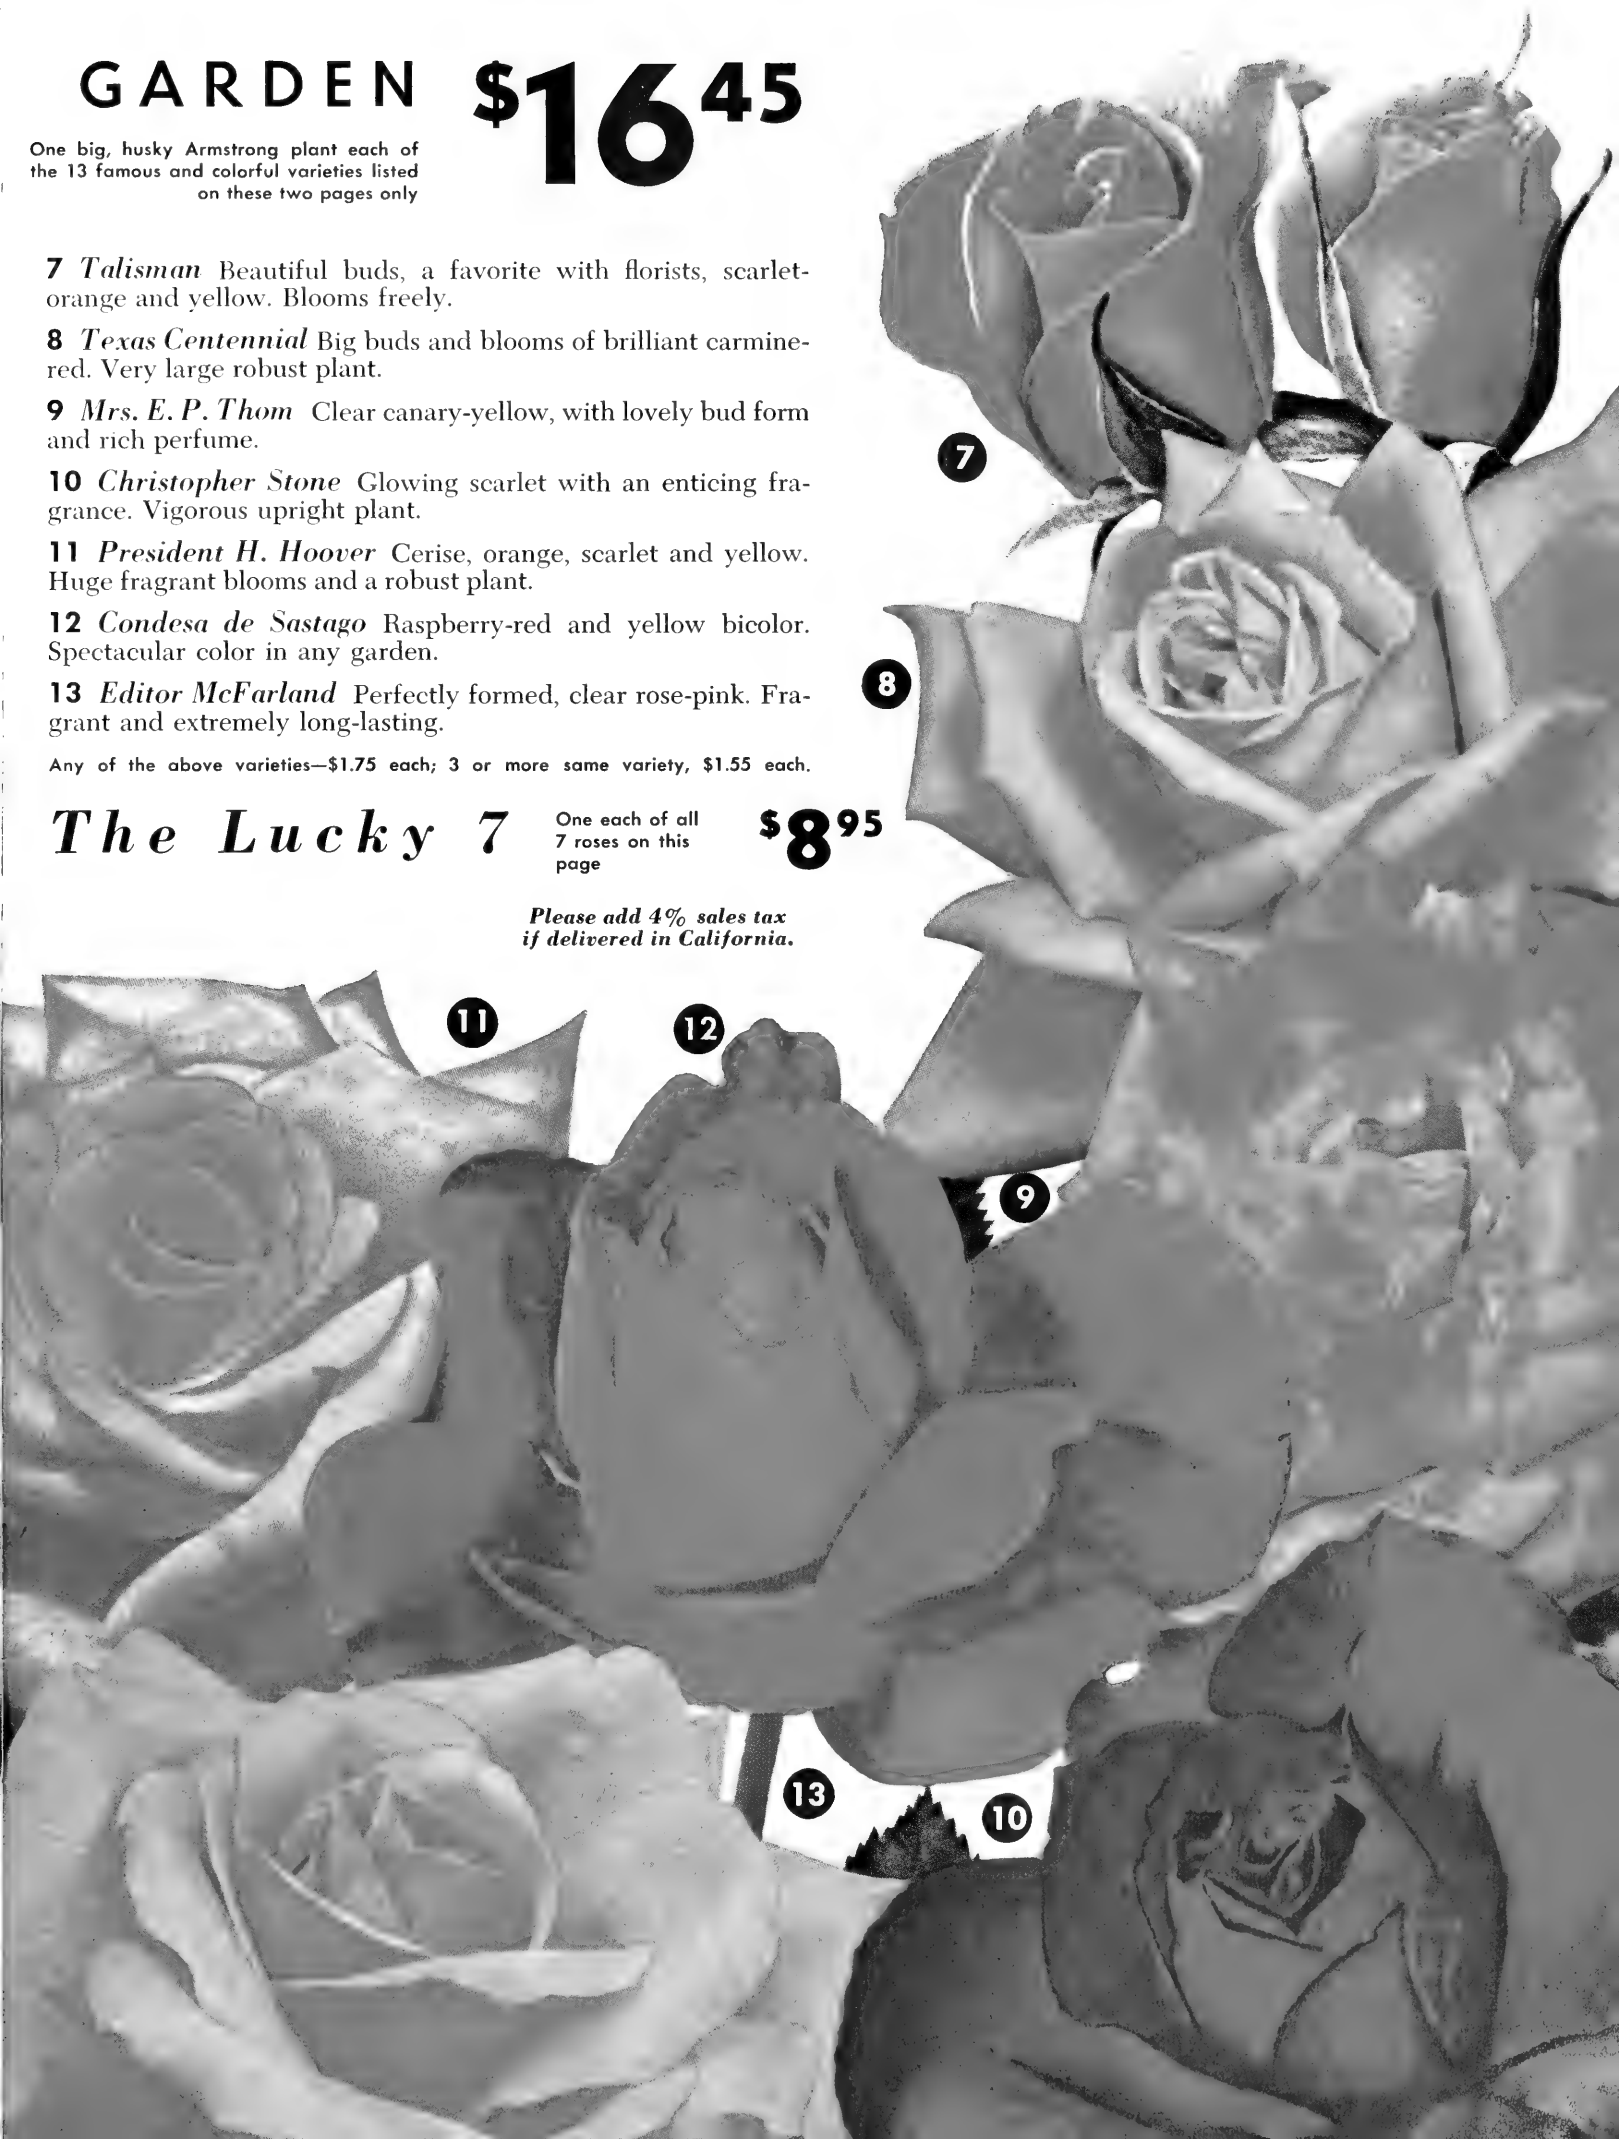 GARDEN $16 45
One big, husky Armstrong plant each of
the 13 famous and colorful varieties listed
on these two pages only
7 Talisman Beautiful buds, a favorite with florists, scarlet-
orange and yellow. Blooms freely.
8 Texas Centennial Big buds and blooms of brilliant carmine-
red. Very large robust plant.
9 Mrs. E. P. Thom Clear canary-yellow, with lovely bud form
and rich perfume.
10 Christopher Stone Glowing scarlet with an enticing fra-
grance. Vigorous upright plant.
11 President H. Hoover Cerise, orange, scarlet and yellow.
Huge fragrant blooms and a robust plant.
12 Condesa de Sastago Raspberry-red and yellow bicolor.
Spectacular color in any garden.
13 Editor McFarland Perfectly formed, clear rose-pink. Fra-
grant and extremely long-lasting.
Any of the above varieties—$1.75 each; 3 or more same variety, $1.55 each.
The Lucky 7
One each of all
7 roses on this
page
$8 95
Please add 4% sales tax
if delivered in California.
7
8
11
12
9
13
10